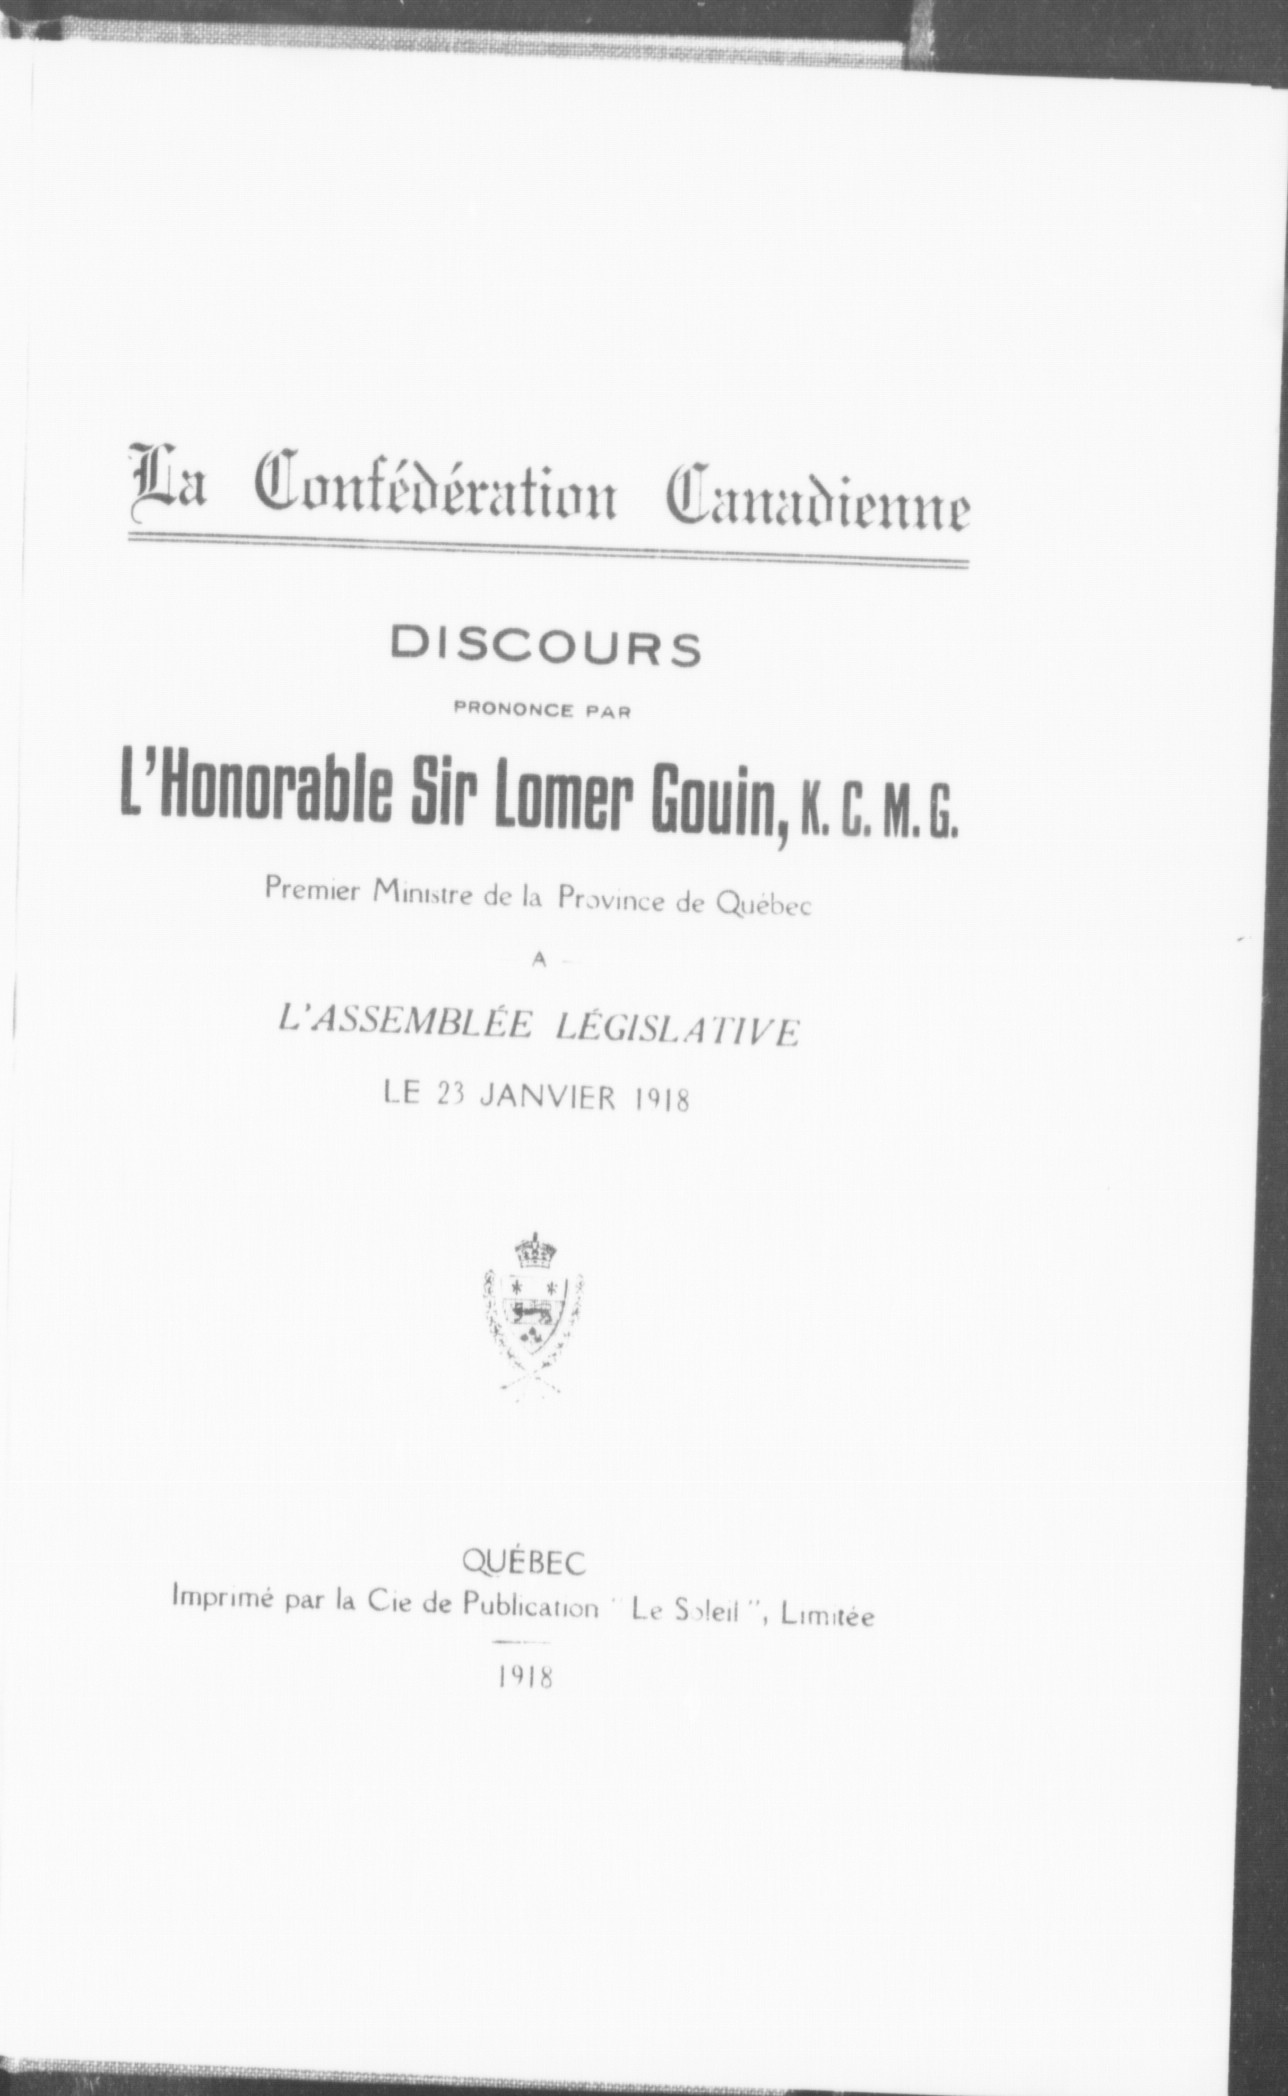 La Confédération Canadienne
DISCOURS
PRONONCE PAR
L'Honorable Sir Lomer Gouin, K. C. M. G.
Premier Ministre de la Province de Québec
A
L'ASSEMBLÉE LÉGISLATIVE
LE 23 JANVIER 1918
QUÉBEC
Imprimé par la Cie de Publication " Le Soleil ", Limitée
1918